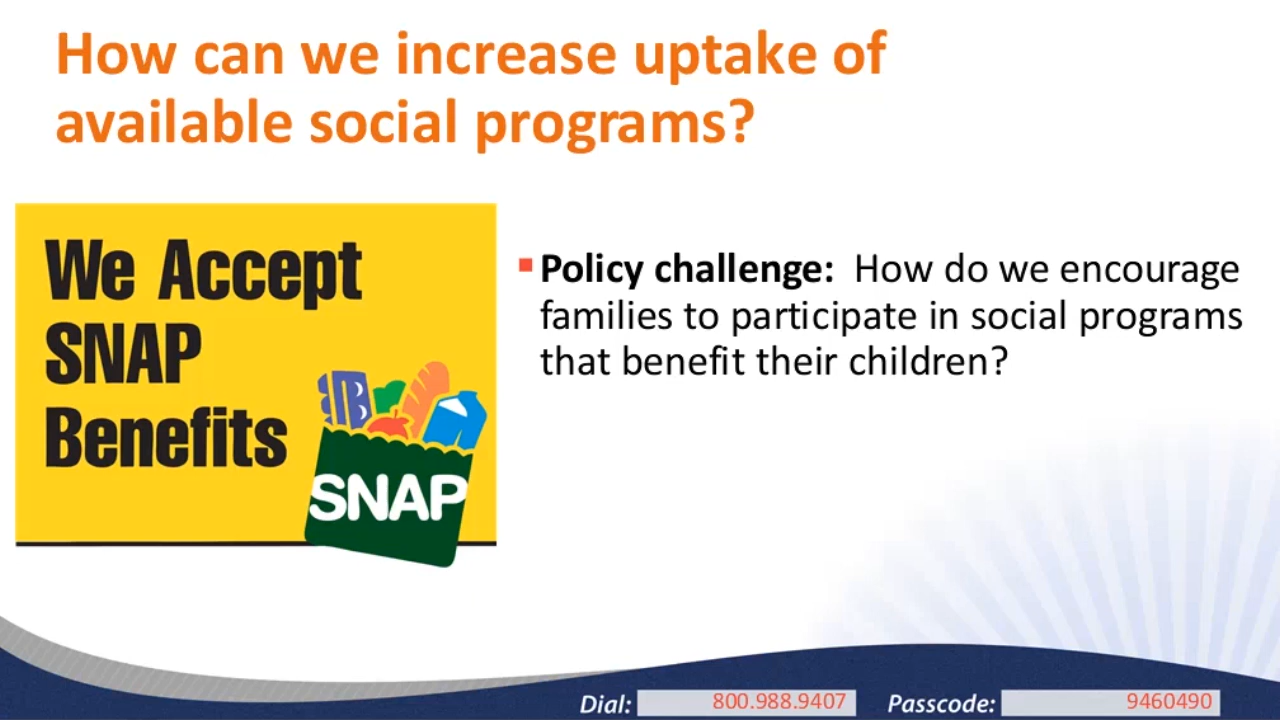 How can we increase uptake of
available social programs?
We Accept
SNAP
Benefits
SNAP
Policy challenge: How do we encourage
families to participate in social programs
that benefit their children?
Dial: 800.988.9407 Passcode: 9460490